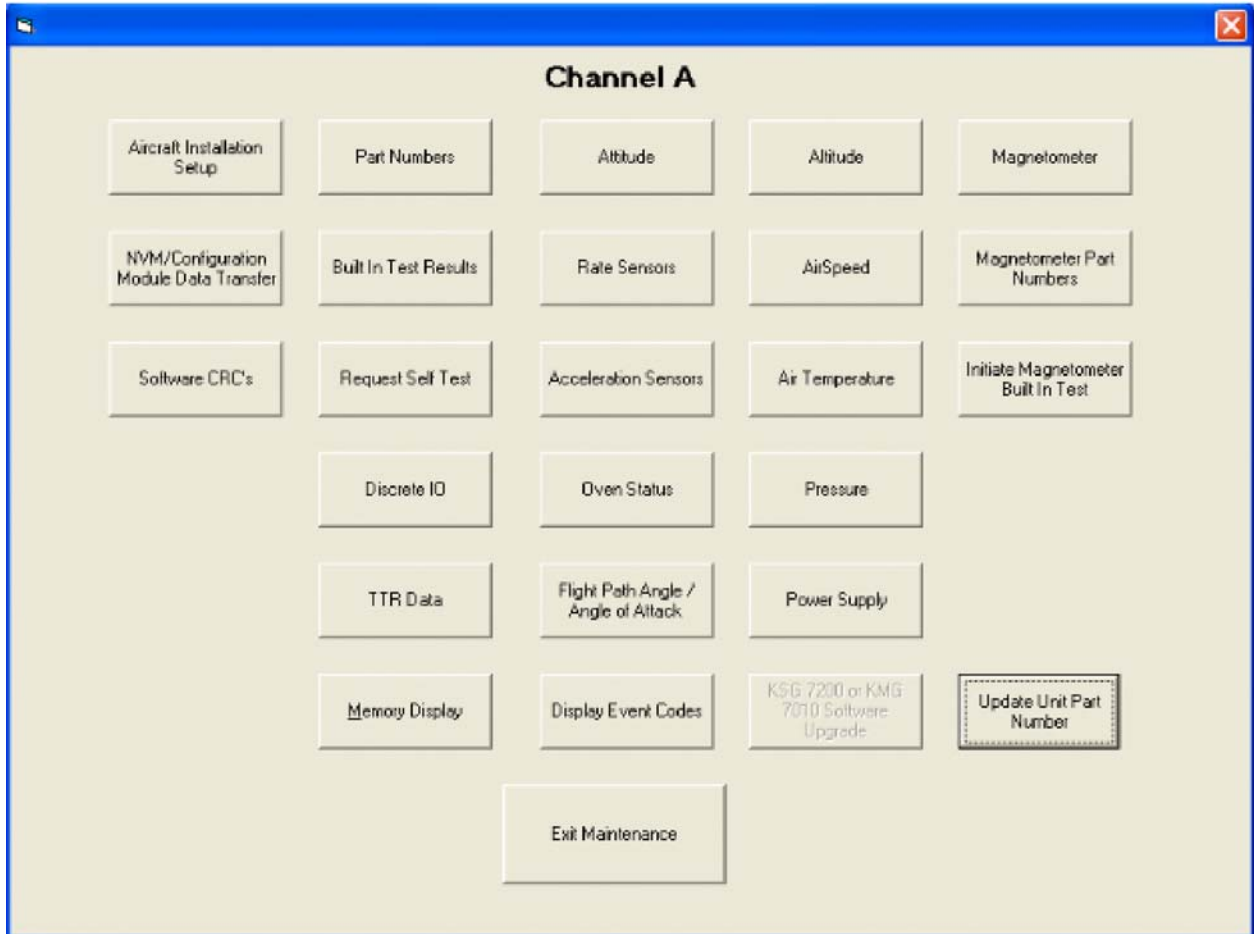 Channel A
Aircraft Installation
Setup
Part Numbers
Attitude
Altitude
Magnetometer
NVM/Configuration
Module Data Transfer
Built In Test Results
Rate Sensors
AirSpeed
Magnetometer Part
Numbers
Software CRC's
Request Self Test
Acceleration Sensors
Air Temperature
Initiate Magnetometer
Built In Test
Discrete IO
Oven Status
Pressure
TTR Data
Flight Path Angle /
Angle of Attack
Power Supply
Memory Display
Display Event Codes
KSG 7200 or KMG
7010 Software
Upgrade
Update Unit Part
Number
Exit Maintenance